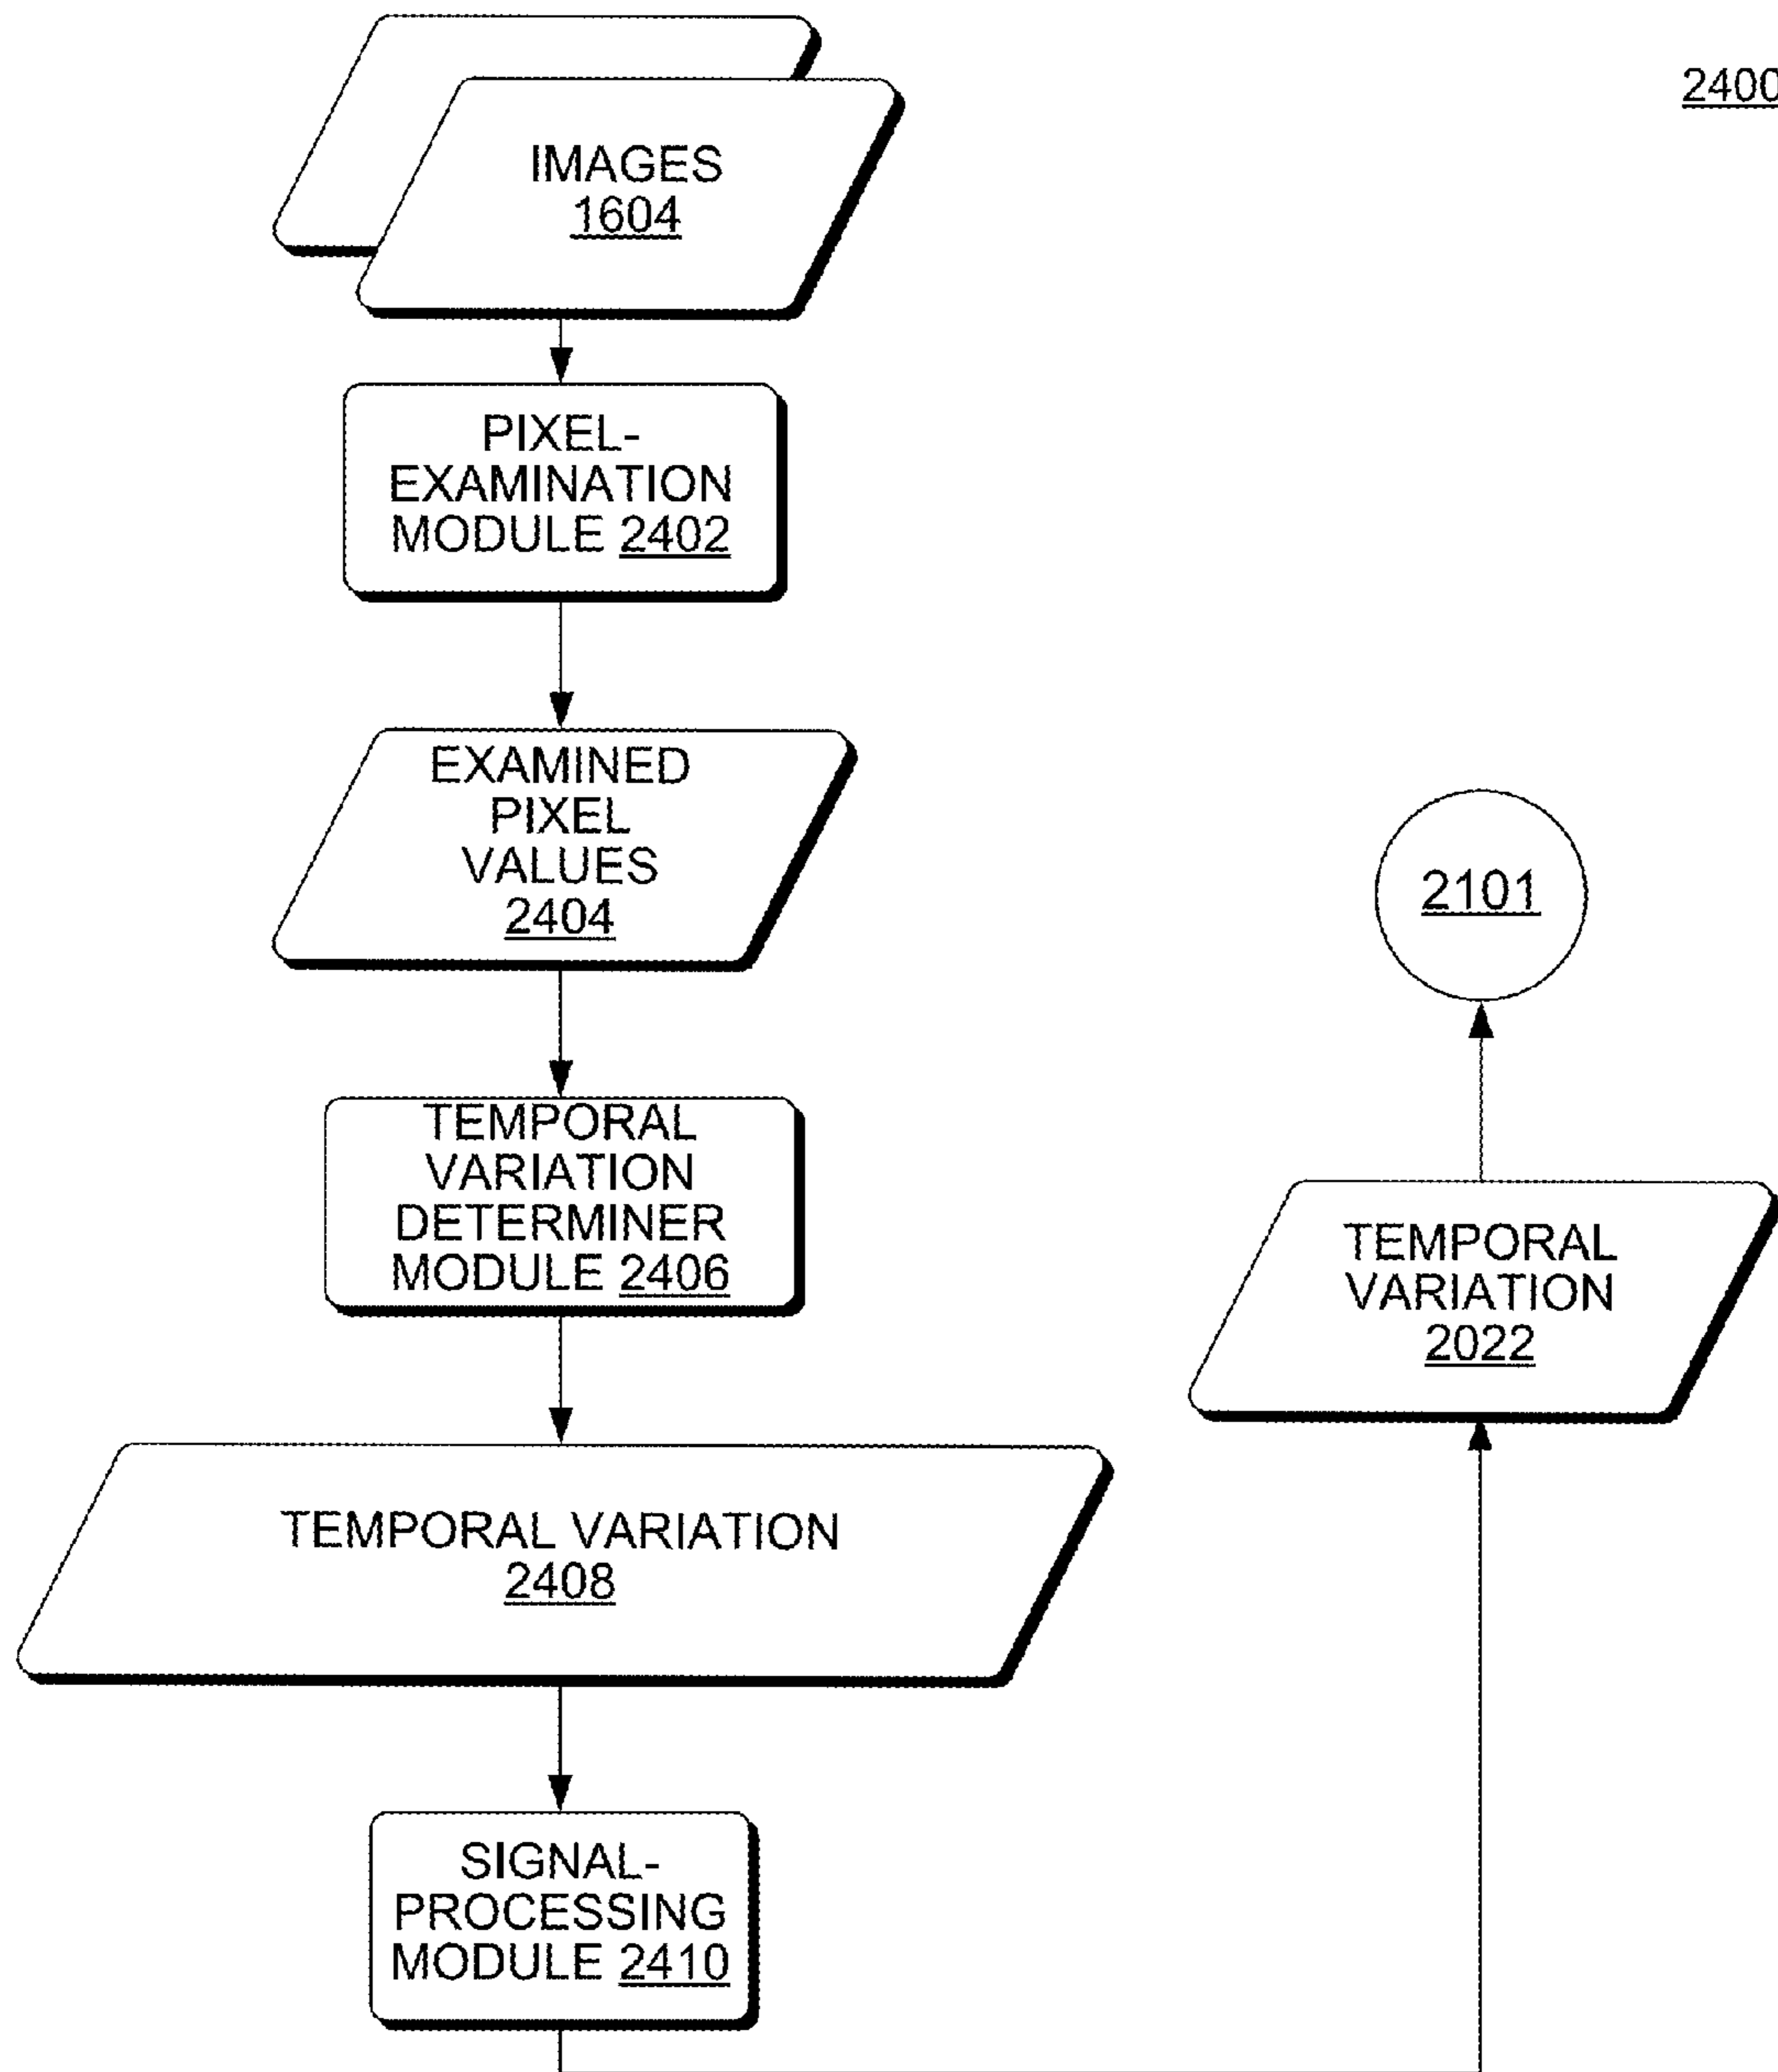 2400
IMAGES
1604
PIXEL-
EXAMINATION
MODULE 2402
EXAMINED
PIXEL
VALUES
2404
2101
TEMPORAL
VARIATION
DETERMINER
MODULE 2406
TEMPORAL
VARIATION
2022
TEMPORAL VARIATION
2408
SIGNAL-
PROCESSING
MODULE 2410